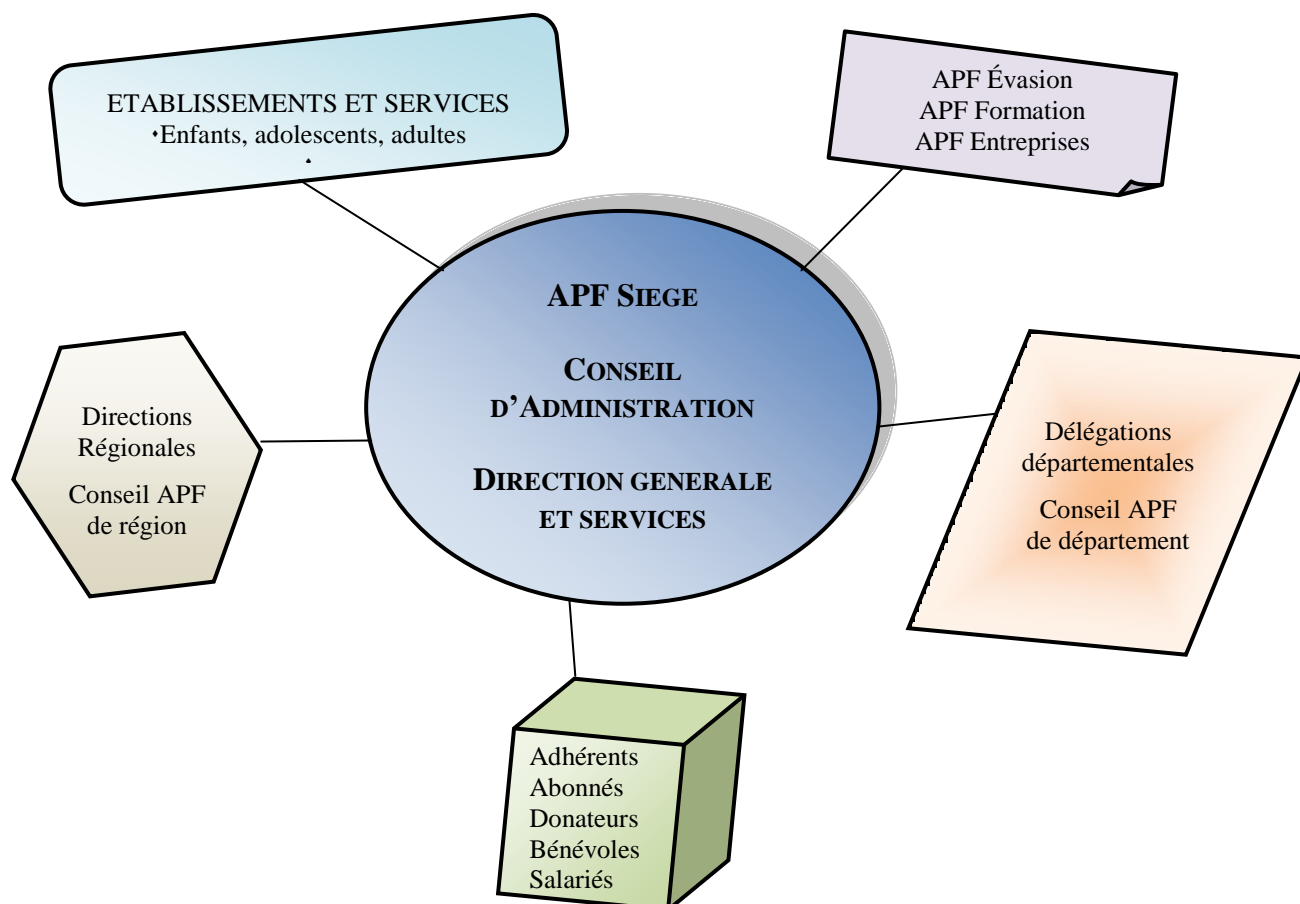 ETABLISSEMENTS ET SERVICES
Enfants, adolescents, adultes
APF Évasion
APF Formation
APF Entreprises
APF SIEGE
CONSEIL
D'ADMINISTRATION
DIRECTION GENERALE
ET SERVICES
Directions
Régionales
Conseil APF
de région
Délégations
départementales
Conseil APF
de département
Adhérents
Abonnés
Donateurs
Bénévoles
Salariés